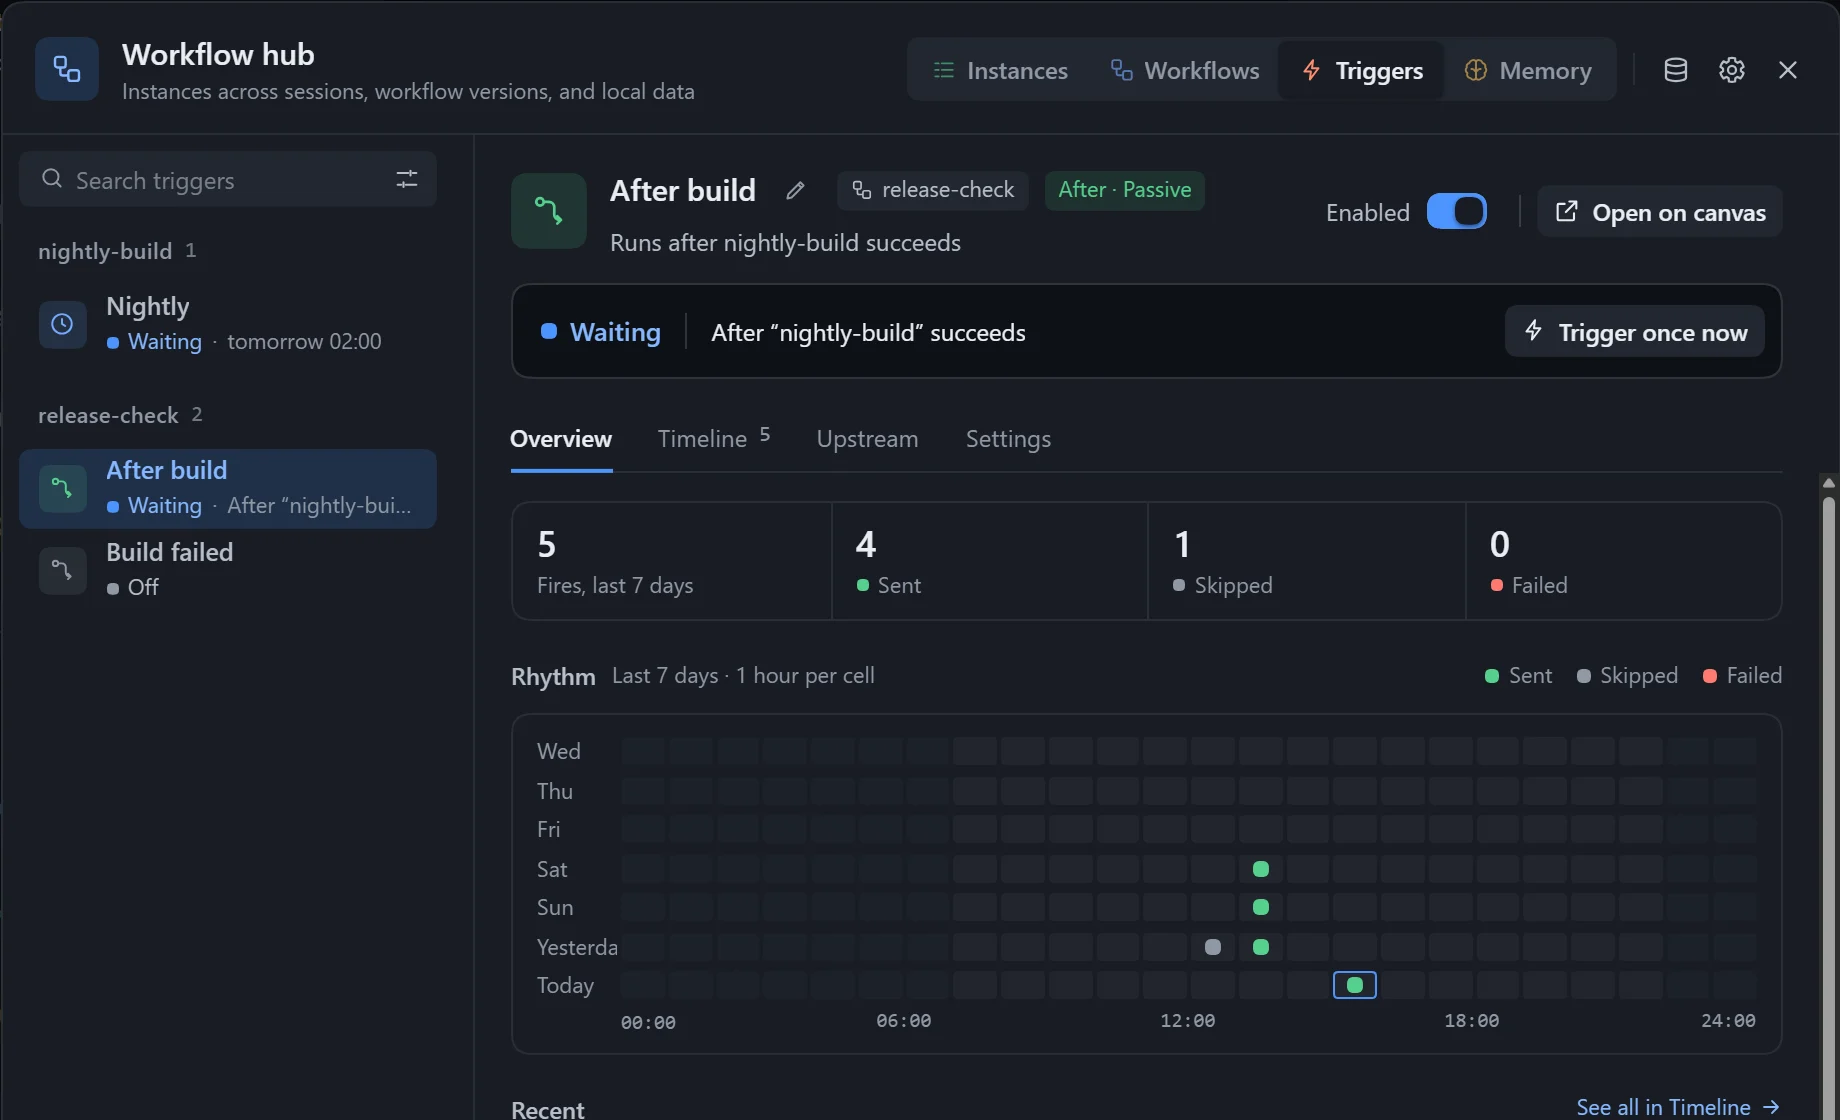 Workflow hub
Instances across sessions, workflow versions, and local data
Instances
Workflows
Triggers
Memory
Search triggers
nightly-build 1
Nightly
Waiting · tomorrow 02:00
release-check 2
After build
Waiting · After “nightly-bui...
Build failed
Off
After build
release-check
After · Passive
Runs after nightly-build succeeds
Enabled
Open on canvas
Waiting
After “nightly-build” succeeds
Trigger once now
Overview
Timeline 5
Upstream
Settings
5
Fires, last 7 days
4
Sent
1
Skipped
0
Failed
Rhythm Last 7 days · 1 hour per cell
Sent
Skipped
Failed
Wed
Thu
Fri
Sat
Sun
Yesterda
Today
00:00
06:00
12:00
18:00
24:00
Recent
See all in Timeline →